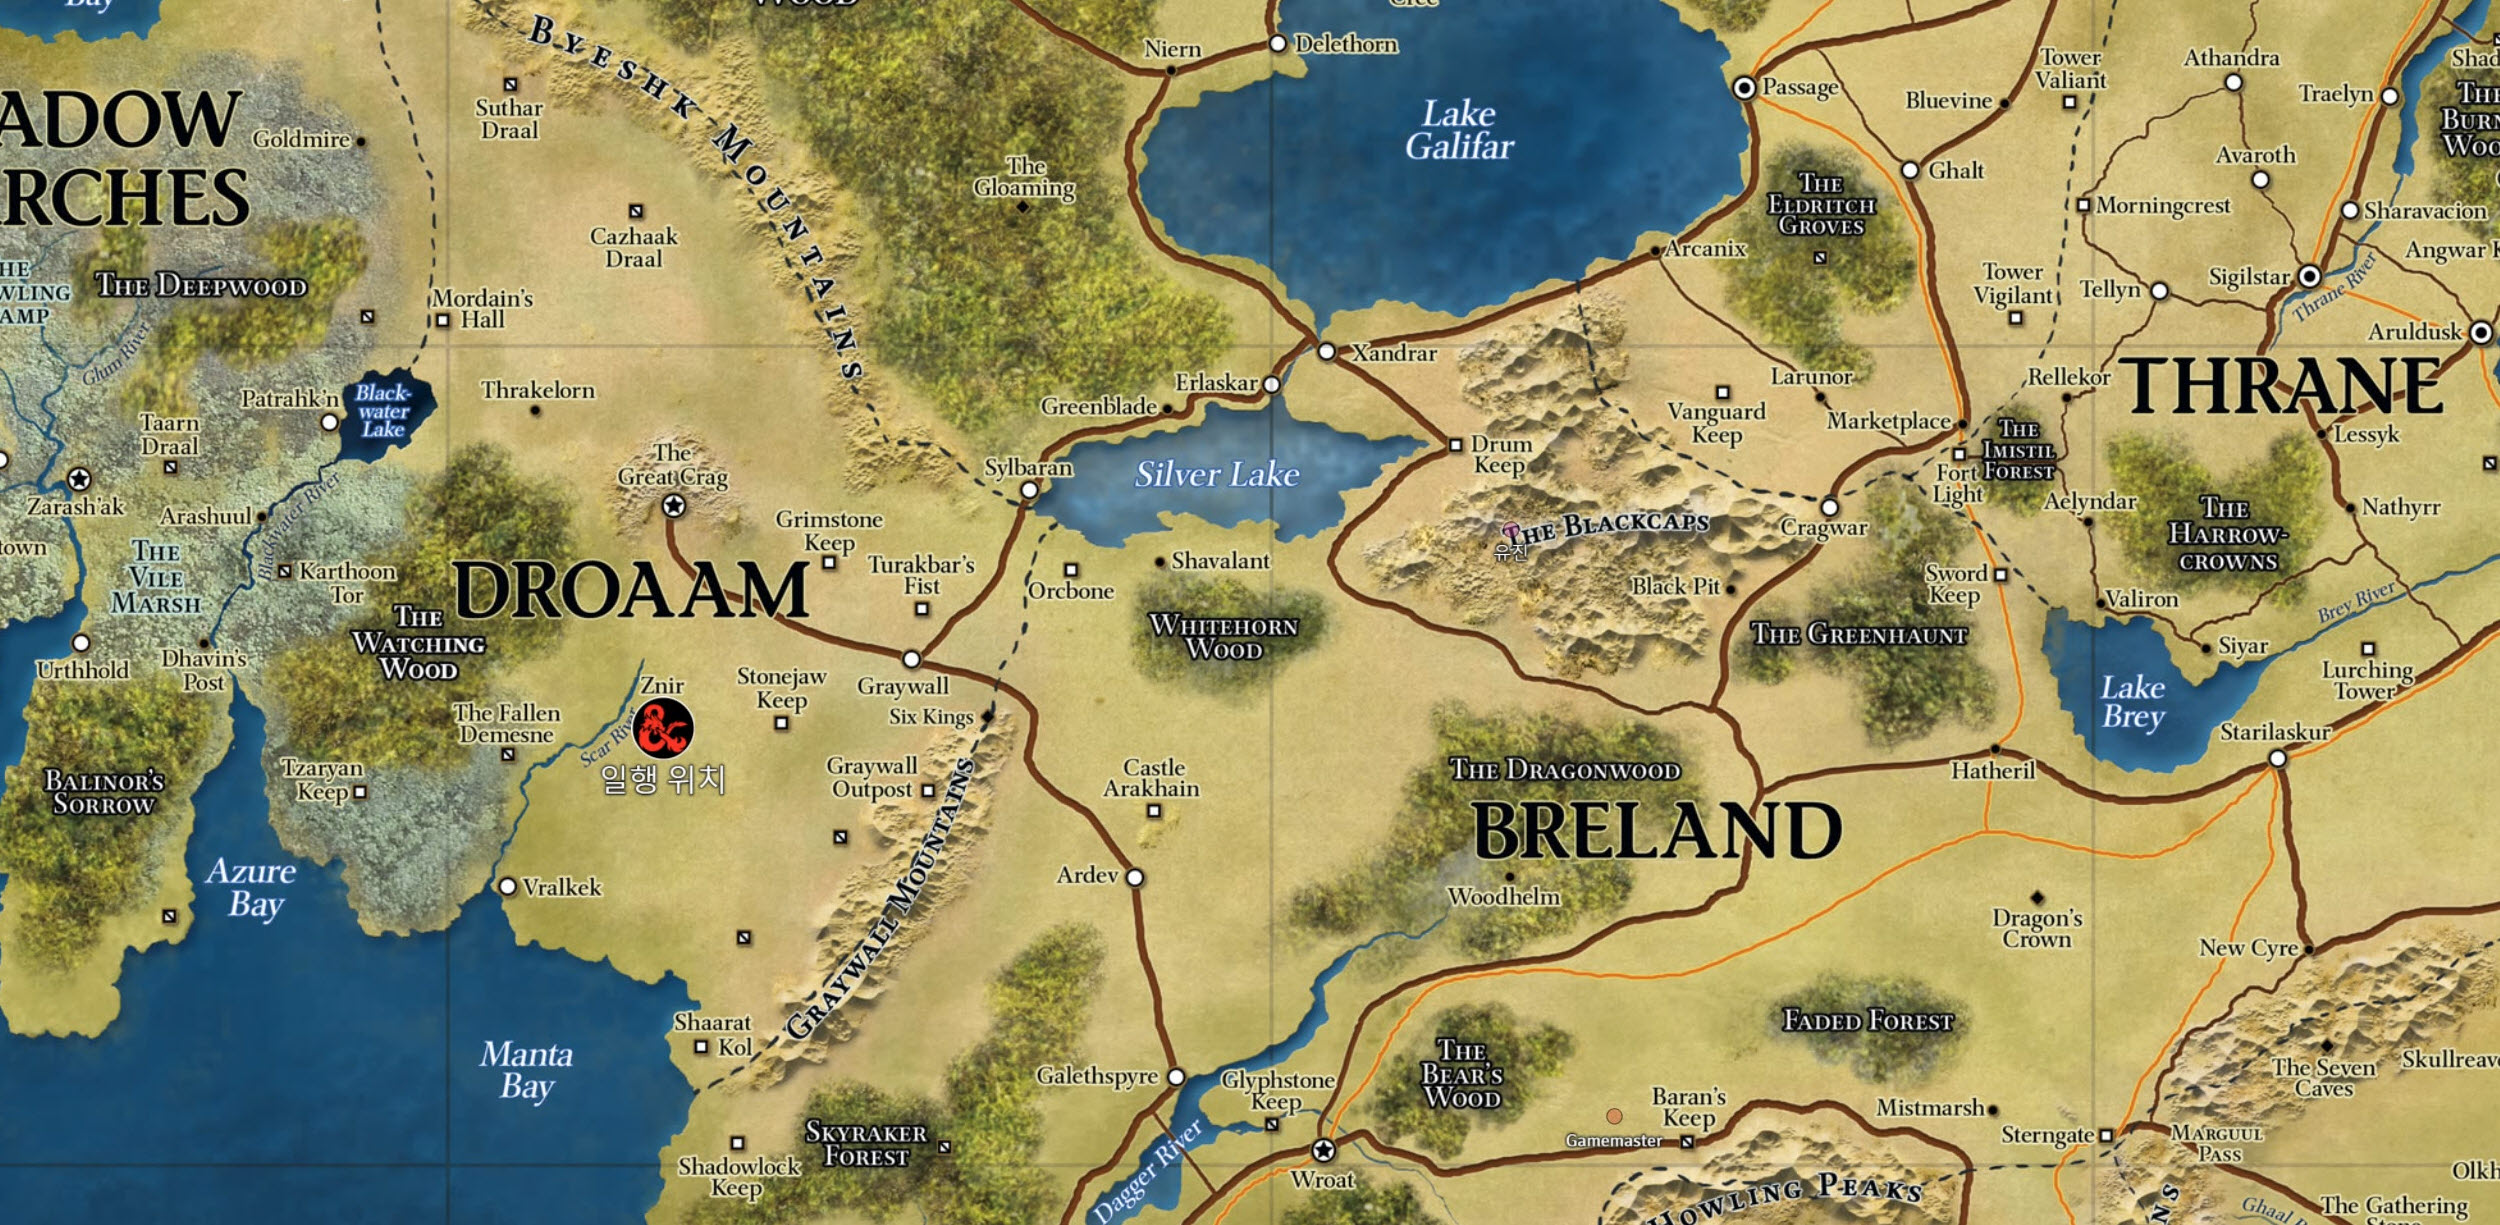 Bay
WOOD
Cree
BYESHK MOUNTAINS
Niern
Delethorn
Passage
Tower
Valiant
Athandra
Traelyn
Bluevine
Suthar
Draal
Goldmire
Lake
Galifar
The
Gloaming
Avaroth
Ghalt
THE
ELDRITCH
GROVES
Morningcrest
Sharavacion
Cazhaak
Draal
Arcanix
Angwar
Sigilstar
Thrane River
THE DEEPWOOD
Mordain's
Hall
Tower
Vigilant
Tellyn
Aruldusk
Glum River
Xandrar
Erlaskar
Greenblade
Larunor
Rellekor
THRANE
Thrakelorn
Patrahk'n
Black-
water
Lake
Vanguard
Keep
Marketplace
THE
IMISTIL
FOREST
Lessyk
Taarn
Draal
The
Great Crag
Sylbaran
Silver Lake
Drum
Keep
Fort
Light
Zarash'ak
Arashuul
Blackwater River
Grimstone
Keep
THE BLACKCAPS
유진
Cragwar
Aelyndar
THE
HARROW-
CROWNS
Nathyrr
THE
VILE
MARSH
Karthoon
Tor
DROAAM
Turakbar's
Fist
Orcbone
Shavalant
Black Pit
Sword
Keep
Valiron
Brey River
THE
WATCHING
WOOD
WHITEHORN
WOOD
THE GREENHAUNT
Siyar
Urthhold
Dhavin's
Post
Znir
Stonejaw
Keep
Graywall
Six Kings
Lake
Brey
Lurching
Tower
The Fallen
Demesne
Scar River
일행 위치
Starilaskur
Tzaryan
Keep
Graywall
Outpost
Castle
Arakhain
THE DRAGONWOOD
Hatheril
BALINOR'S
SORROW
BRELAND
Azure
Bay
Vralkek
GRAYWALL MOUNTAINS
Ardev
Woodhelm
Dragon's
Crown
New Cyre
Shaarat
Kol
FADED FOREST
Manta
Bay
Galethspyre
Glyphstone
Keep
THE
BEAR'S
WOOD
The Seven
Caves
Baran's
Keep
Mistmarsh
Gamemaster
Sterngate
MARGUUL
PASS
Shadowlock
Keep
SKYRAKER
FOREST
Dagger River
Wroat
HOWLING PEAKS
The Gathering
Stone